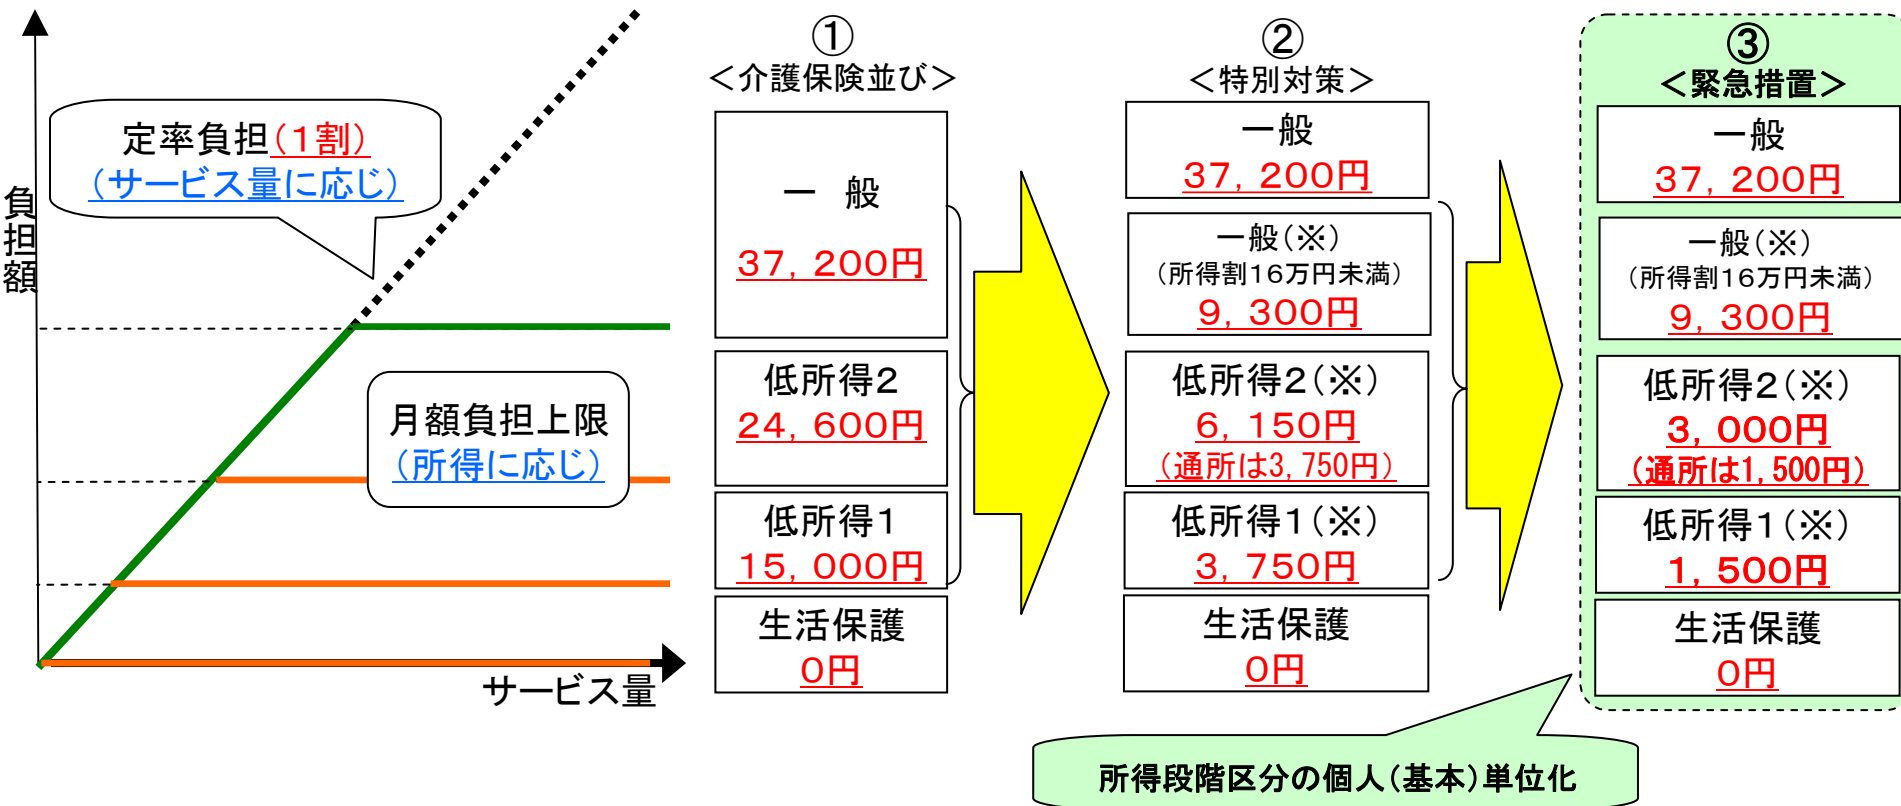 負担額
定率負担(1割)
(サービス量に応じ)
月額負担上限
(所得に応じ)
サービス量
①
<介護保険並び>
一 般
37,200円
低所得2
24,600円
低所得1
15,000円
生活保護
0円
②
<特別対策>
一般
37,200円
一般(※)
(所得割16万円未満)
9,300円
低所得2(※)
6,150円
(通所は3,750円)
低所得1(※)
3,750円
生活保護
0円
③
<緊急措置>
一般
37,200円
一般(※)
(所得割16万円未満)
9,300円
低所得2(※)
3,000円
(通所は1,500円)
低所得1(※)
1,500円
生活保護
0円
所得段階区分の個人(基本)単位化